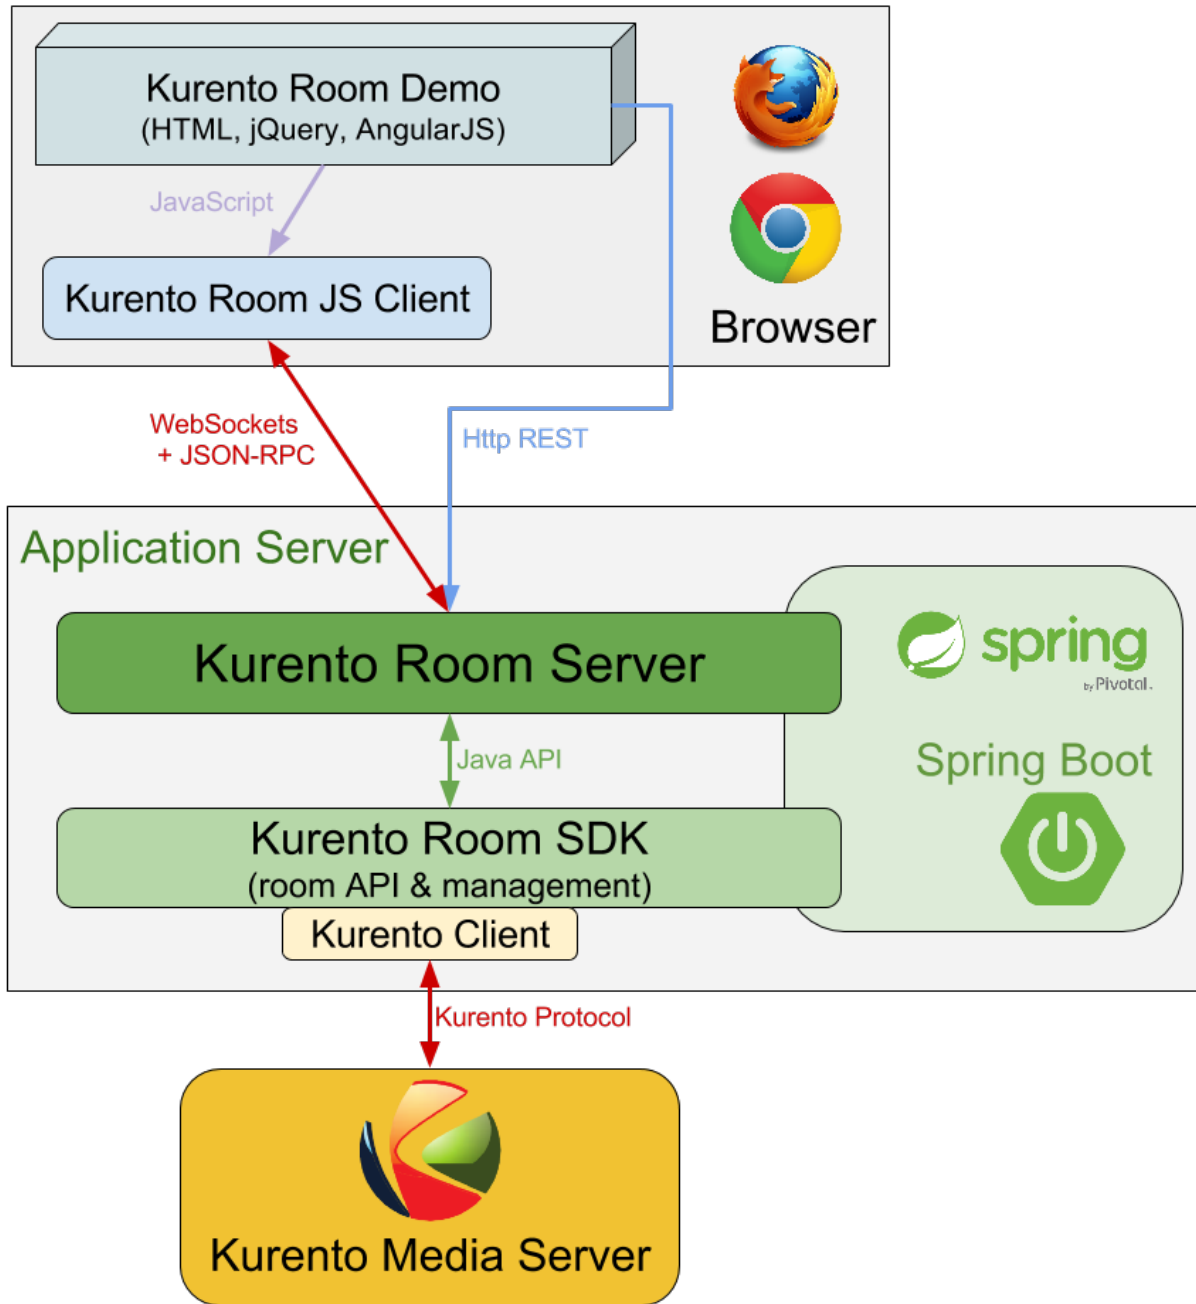 Kurento Room Demo
(HTML, jQuery, AngularJS)
JavaScript
Kurento Room JS Client
Browser
WebSockets
+ JSON-RPC
Http REST
Application Server
Kurento Room Server
spring
by Pivotal.
Java API
Spring Boot
Kurento Room SDK
(room API & management)
Kurento Client
Kurento Protocol
Kurento Media Server